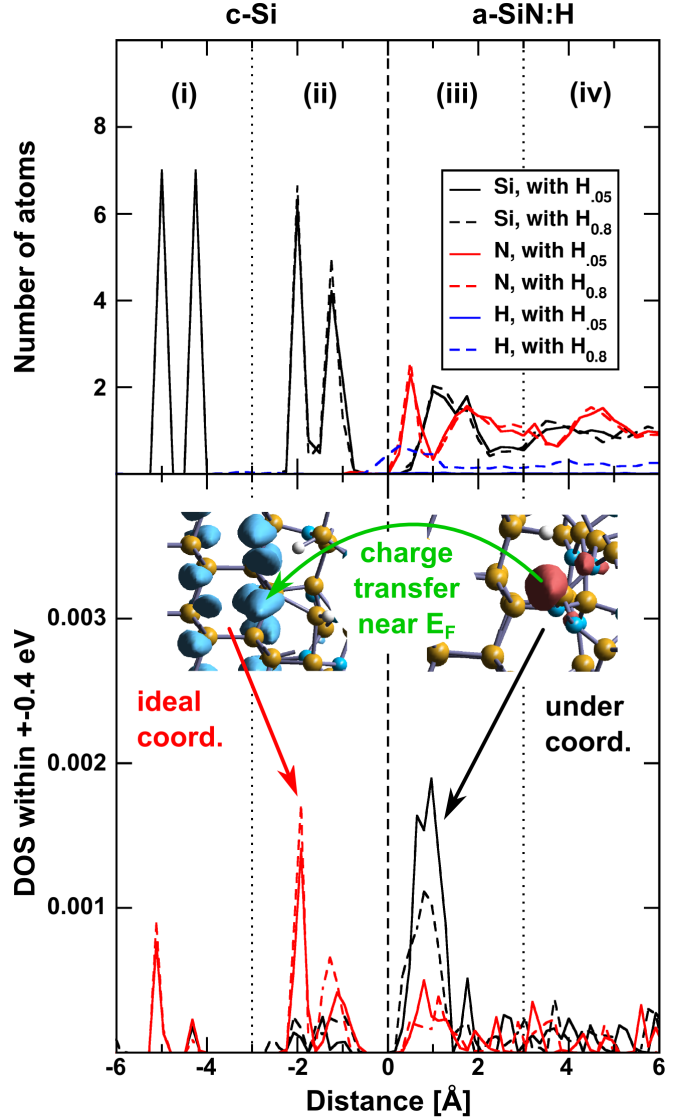 c-Si a-SiN:H
(i) (ii) (iii) (iv)
8
6
4
2
Number of atoms
Si, with H.05
Si, with H0.8
N, with H.05
N, with H0.8
H, with H.05
H, with H0.8
charge
transfer
near EF
ideal
coord.
under
coord.
0.003
0.002
0.001
0
DOS within +-0.4 eV
-6 -4 -2 0 2 4 6
Distance [Å]